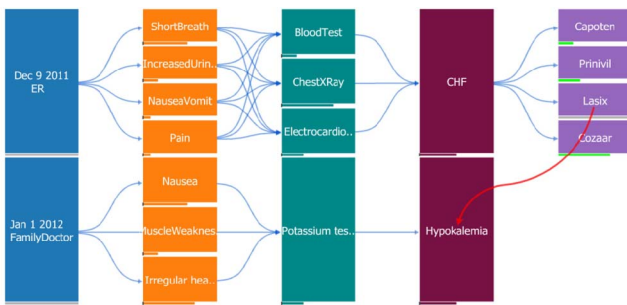 Dec 9 2011
ER
ShortBreath
IncreasedUrin..
NauseaVomit
Pain
BloodTest
ChestXRay
Electrocardio..
CHF
Capoten
Prinivil
Lasix
Cozaar
Jan 1 2012
FamilyDoctor
Nausea
MuscleWeaknes
Irregular hea..
Potassium tes..
Hypokalemia